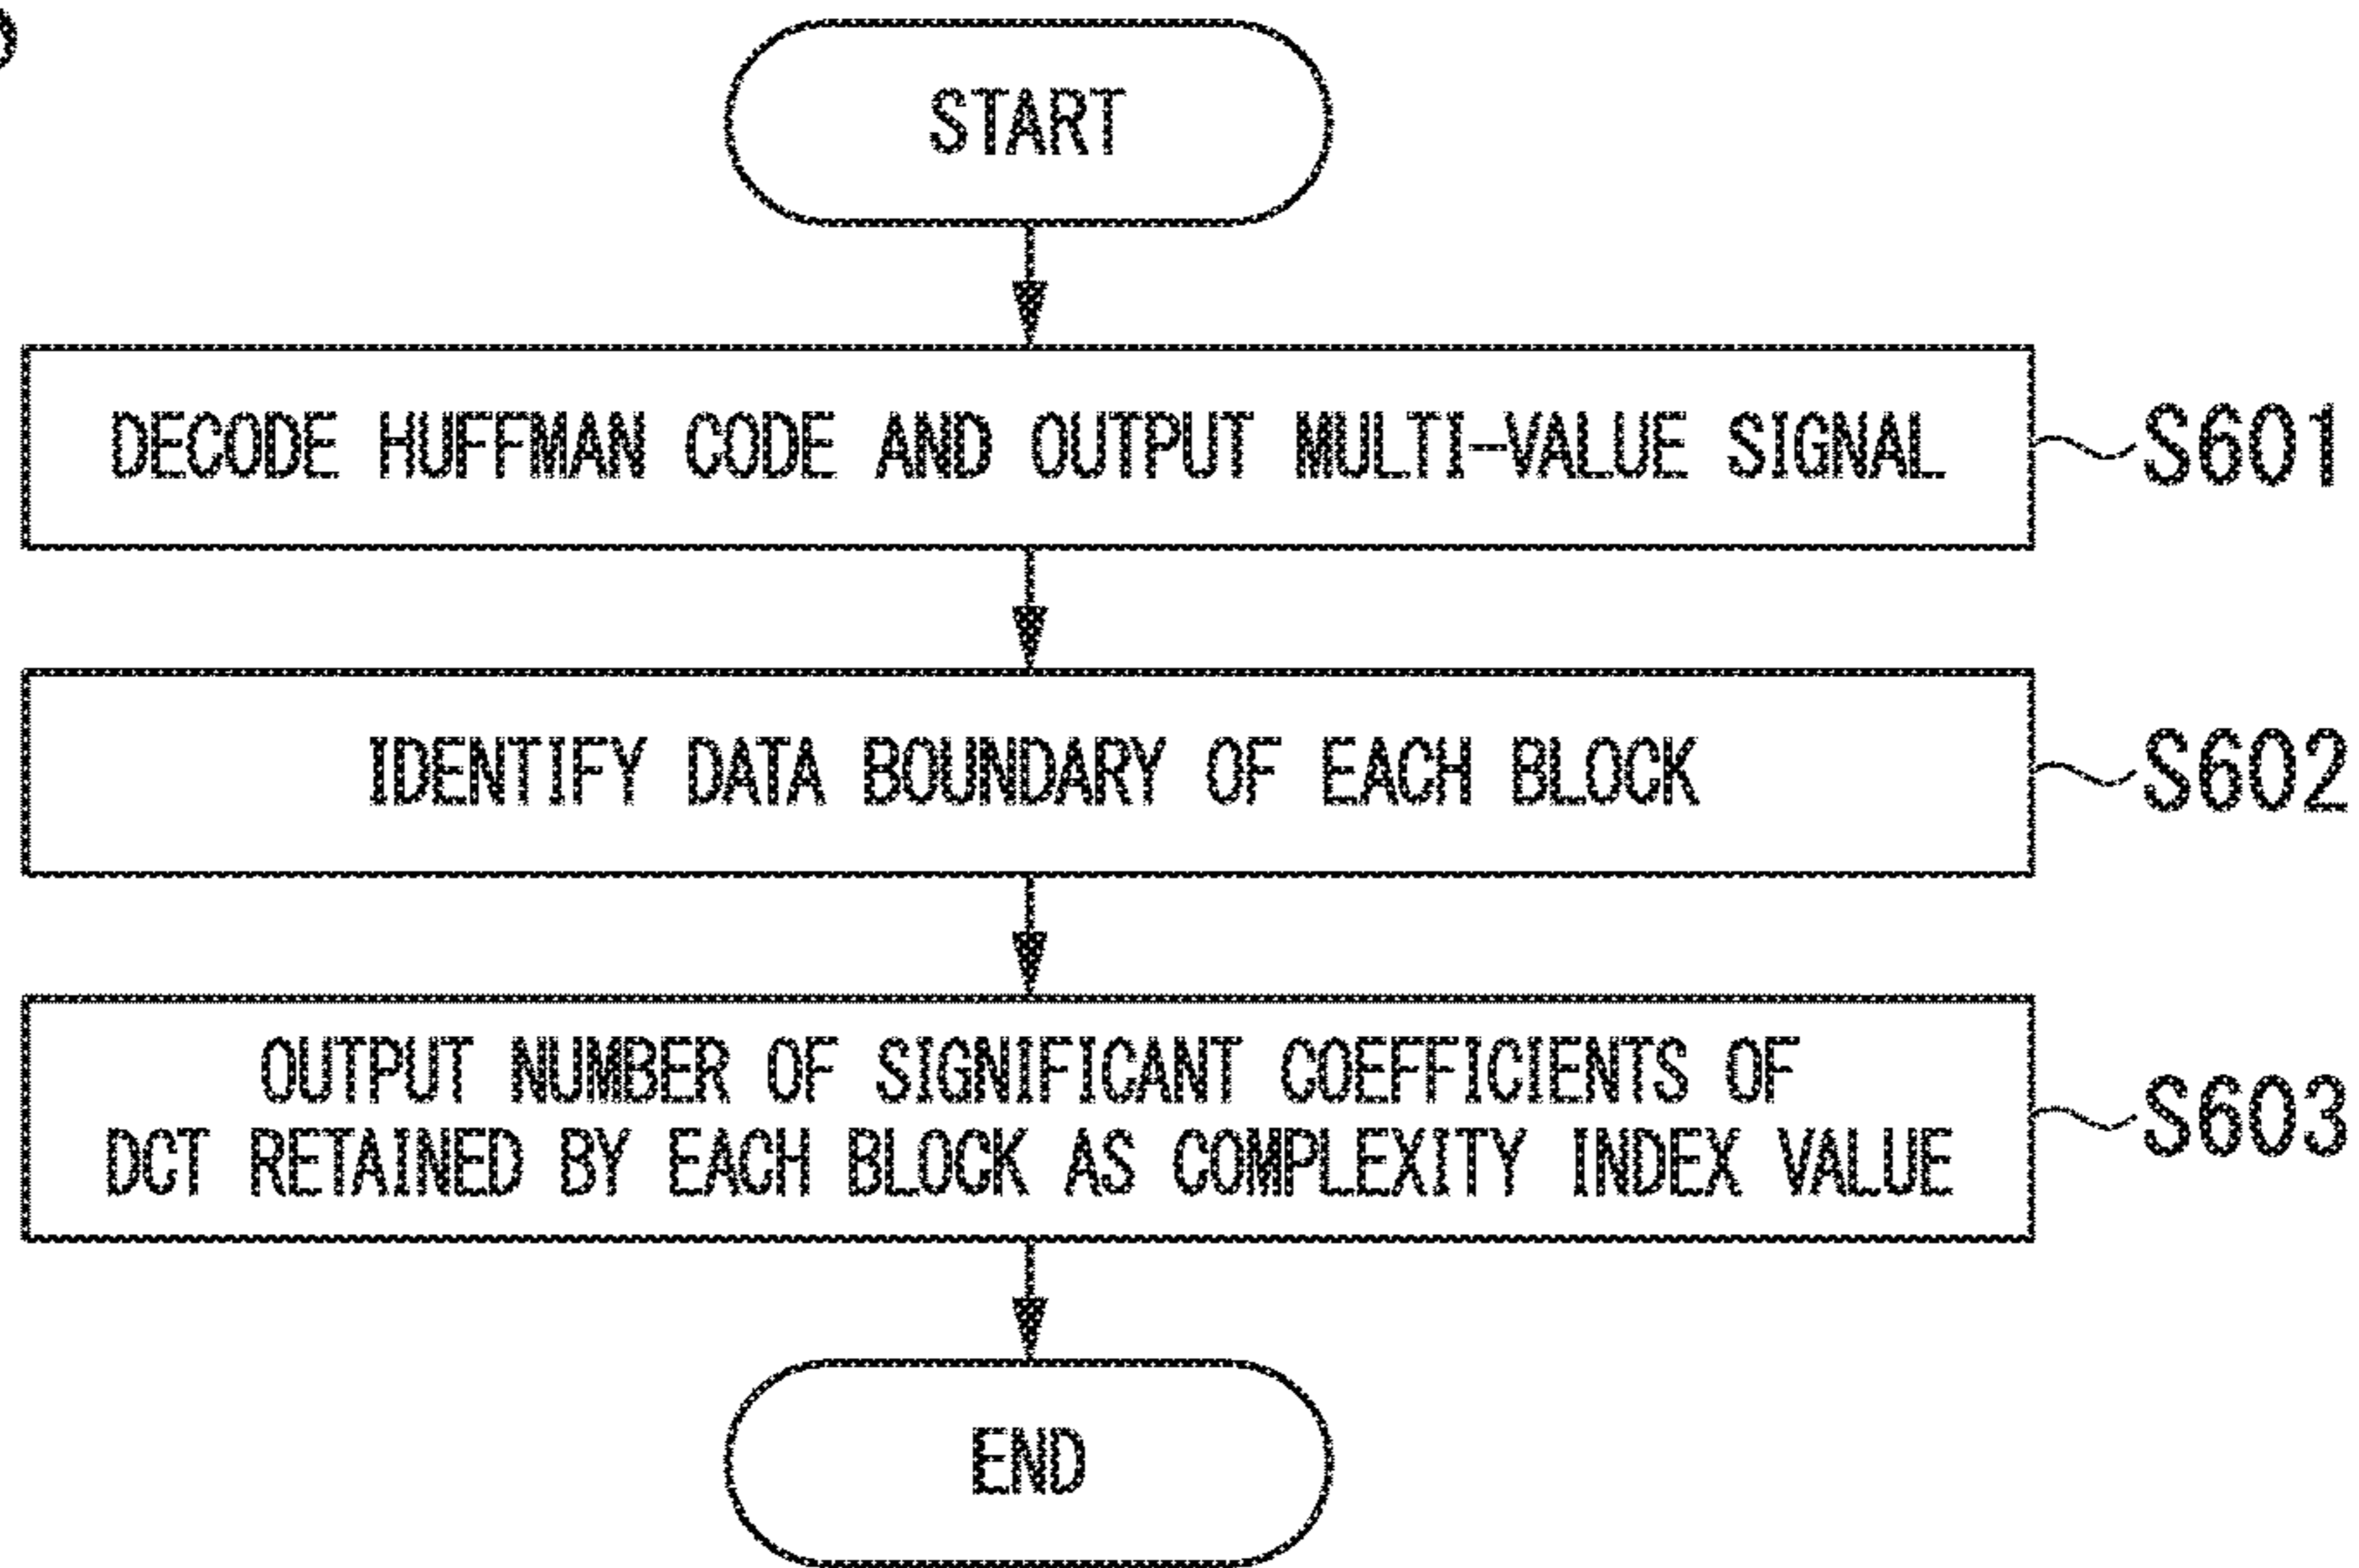 START
DECODE HUFFMAN CODE AND OUTPUT MULTI-VALUE SIGNAL
S601
IDENTIFY DATA BOUNDARY OF EACH BLOCK
S602
OUTPUT NUMBER OF SIGNIFICANT COEFFICIENTS OF
DCT RETAINED BY EACH BLOCK AS COMPLEXITY INDEX VALUE
S603
END